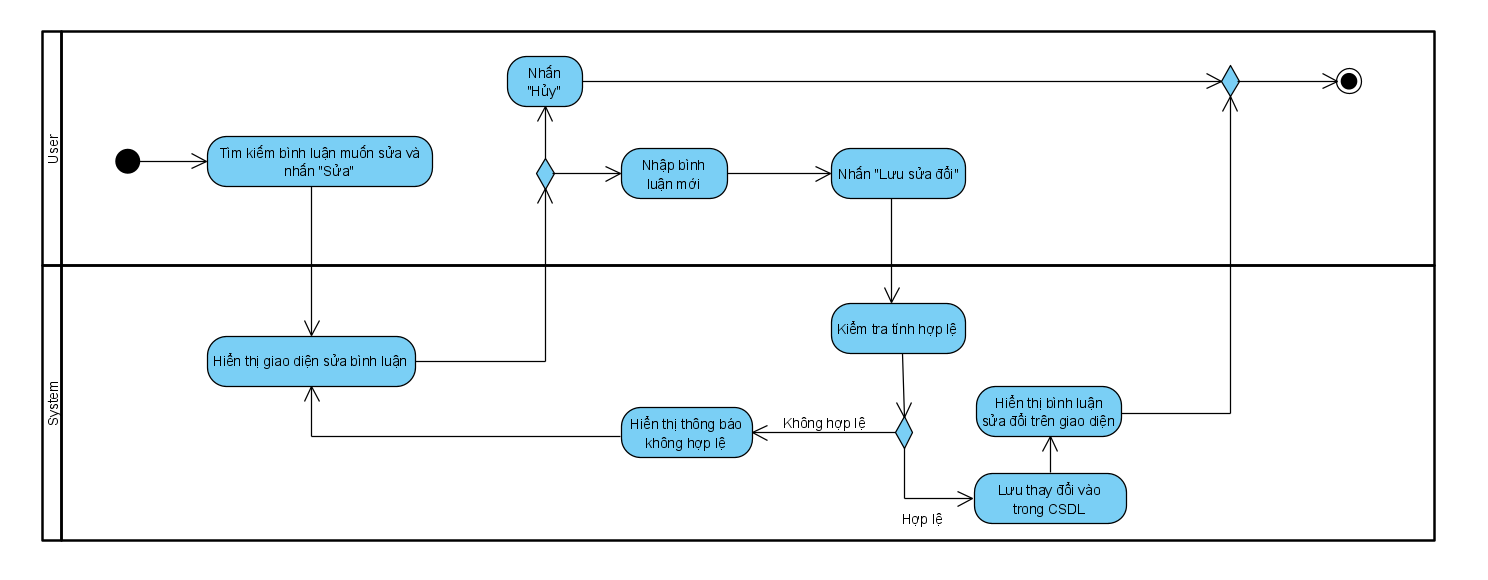 User
Tìm kiếm bình luận muốn sửa và
nhấn "Sửa"
Nhấn
"Hủy"
Nhập bình
luận mới
Nhấn "Lưu sửa đổi"
System
Hiển thị giao diện sửa bình luận
Kiểm tra tính hợp lệ
Không hợp lệ
Hiển thị thông báo
không hợp lệ
Hợp lệ
Lưu thay đổi vào
trong CSDL
Hiển thị bình luận
sửa đổi trên giao diện